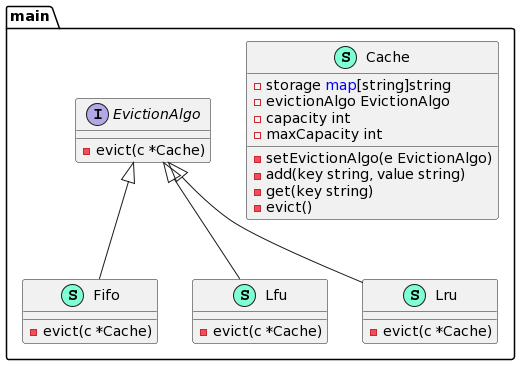 main
S Cache
storage map[string]string
evictionAlgo EvictionAlgo
capacity int
maxCapacity int
setEvictionAlgo(e EvictionAlgo)
add(key string, value string)
get(key string)
evict()
I EvictionAlgo
evict(c *Cache)
S Fifo
evict(c *Cache)
S Lfu
evict(c *Cache)
S Lru
evict(c *Cache)